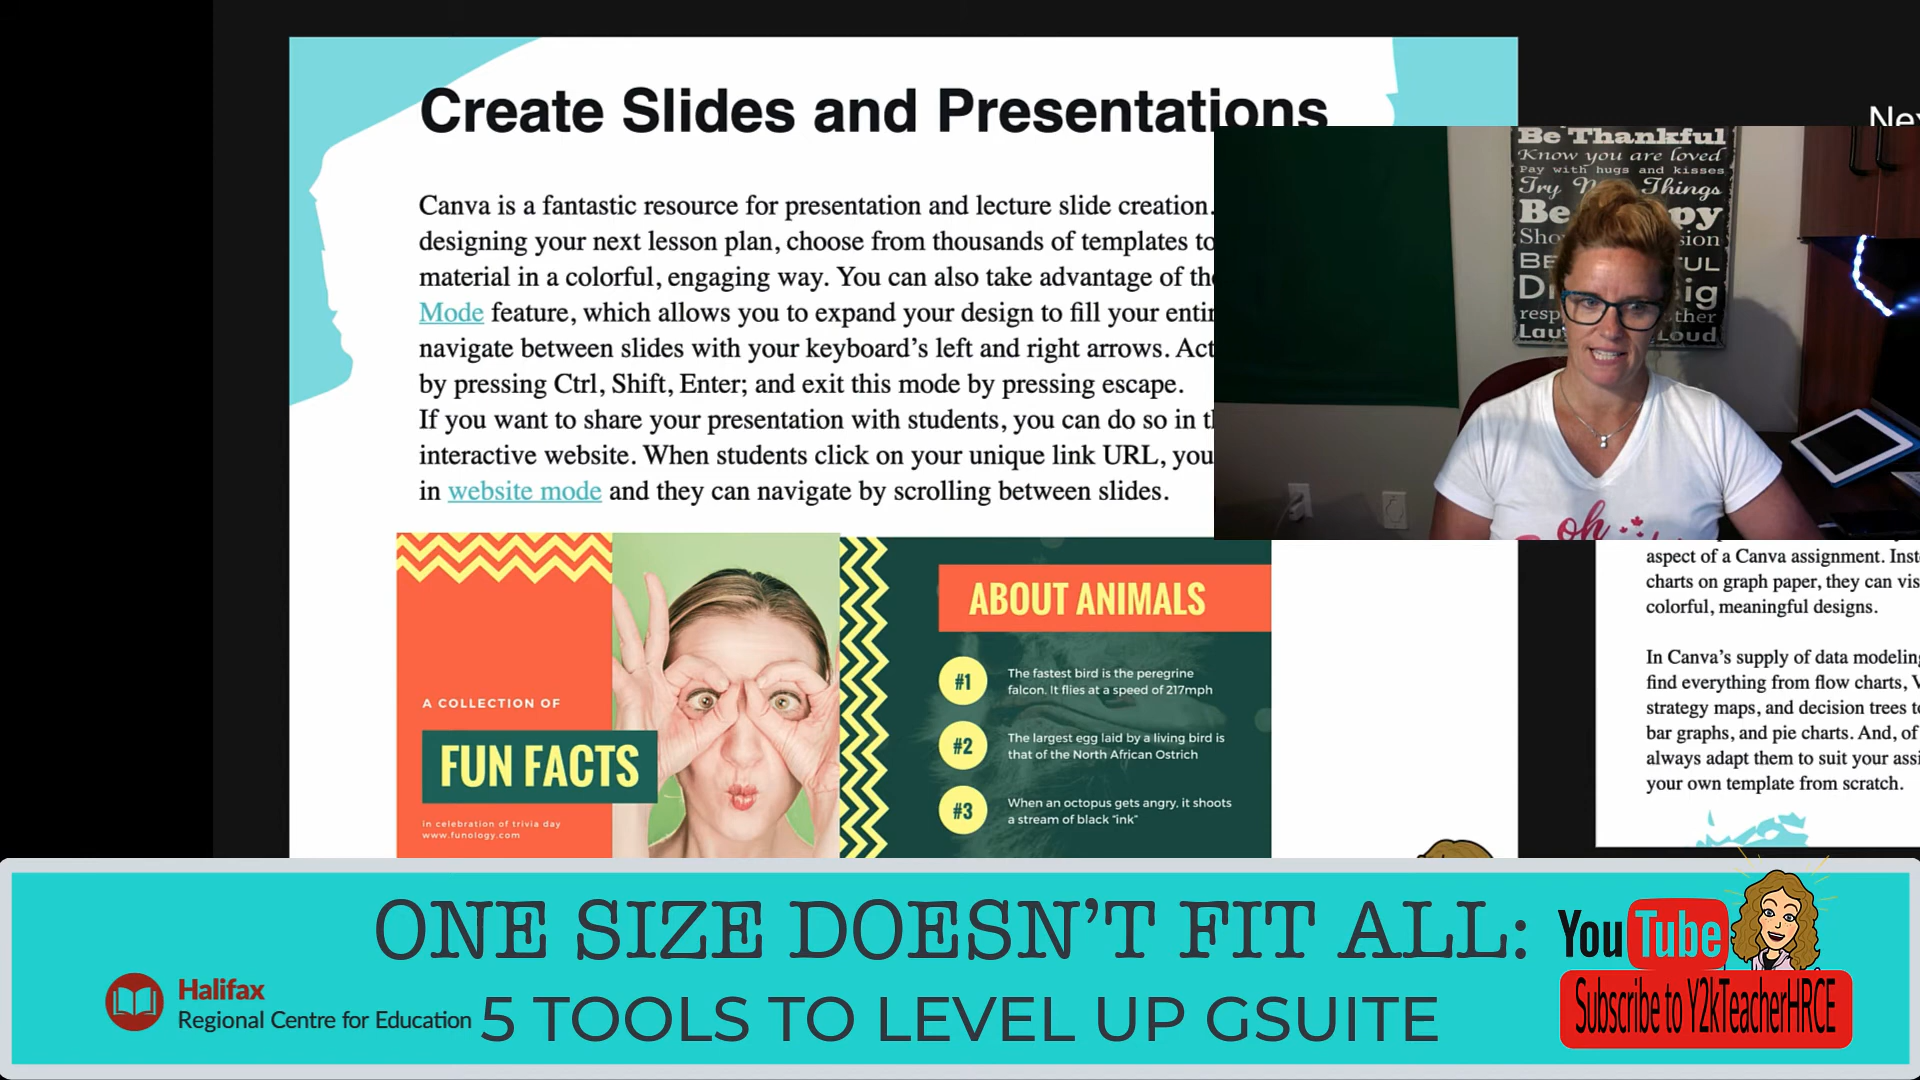 Create Slides and Presentations
Canva is a fantastic resource for presentation and lecture slide creation.
designing your next lesson plan, choose from thousands of templates to
material in a colorful, engaging way. You can also take advantage of the
Mode feature, which allows you to expand your design to fill your
navigate between slides with your keyboard's left and right arrows.
by pressing Ctrl, Shift, Enter; and exit this mode by pressing escape.
If you want to share your presentation with students, you can do so in
interactive website. When students click on your unique link URL,
in website mode and they can navigate by scrolling between slides.
A COLLECTION OF
FUN FACTS
In celebration of trivia day
www.funology.com
ABOUT ANIMALS
#1
The fastest bird is the peregrine
falcon. It flies at a speed of 217mph
#2
The largest egg laid by a living bird is
that of the North African Ostrich
#3
When an octopus gets angry, it shoots
a stream of black "ink"
Be Thankful
Know you are loved
Pay with hugs and kisses
Try Things
Be
Loud
oh
aspect of a Canva assignment.
charts on graph paper, they can
colorful, meaningful designs.
In Canva's supply of data
find everything from flow charts,
strategy maps, and decision trees
bar graphs, and pie charts. And, of
always adapt them to suit your
your own template from scratch.
ONE SIZE DOESN'T FIT ALL:
5 TOOLS TO LEVEL UP GSUITE
Halifax
Regional Centre for Education
YouTube
Subscribe to Y2kTeacherHRCE